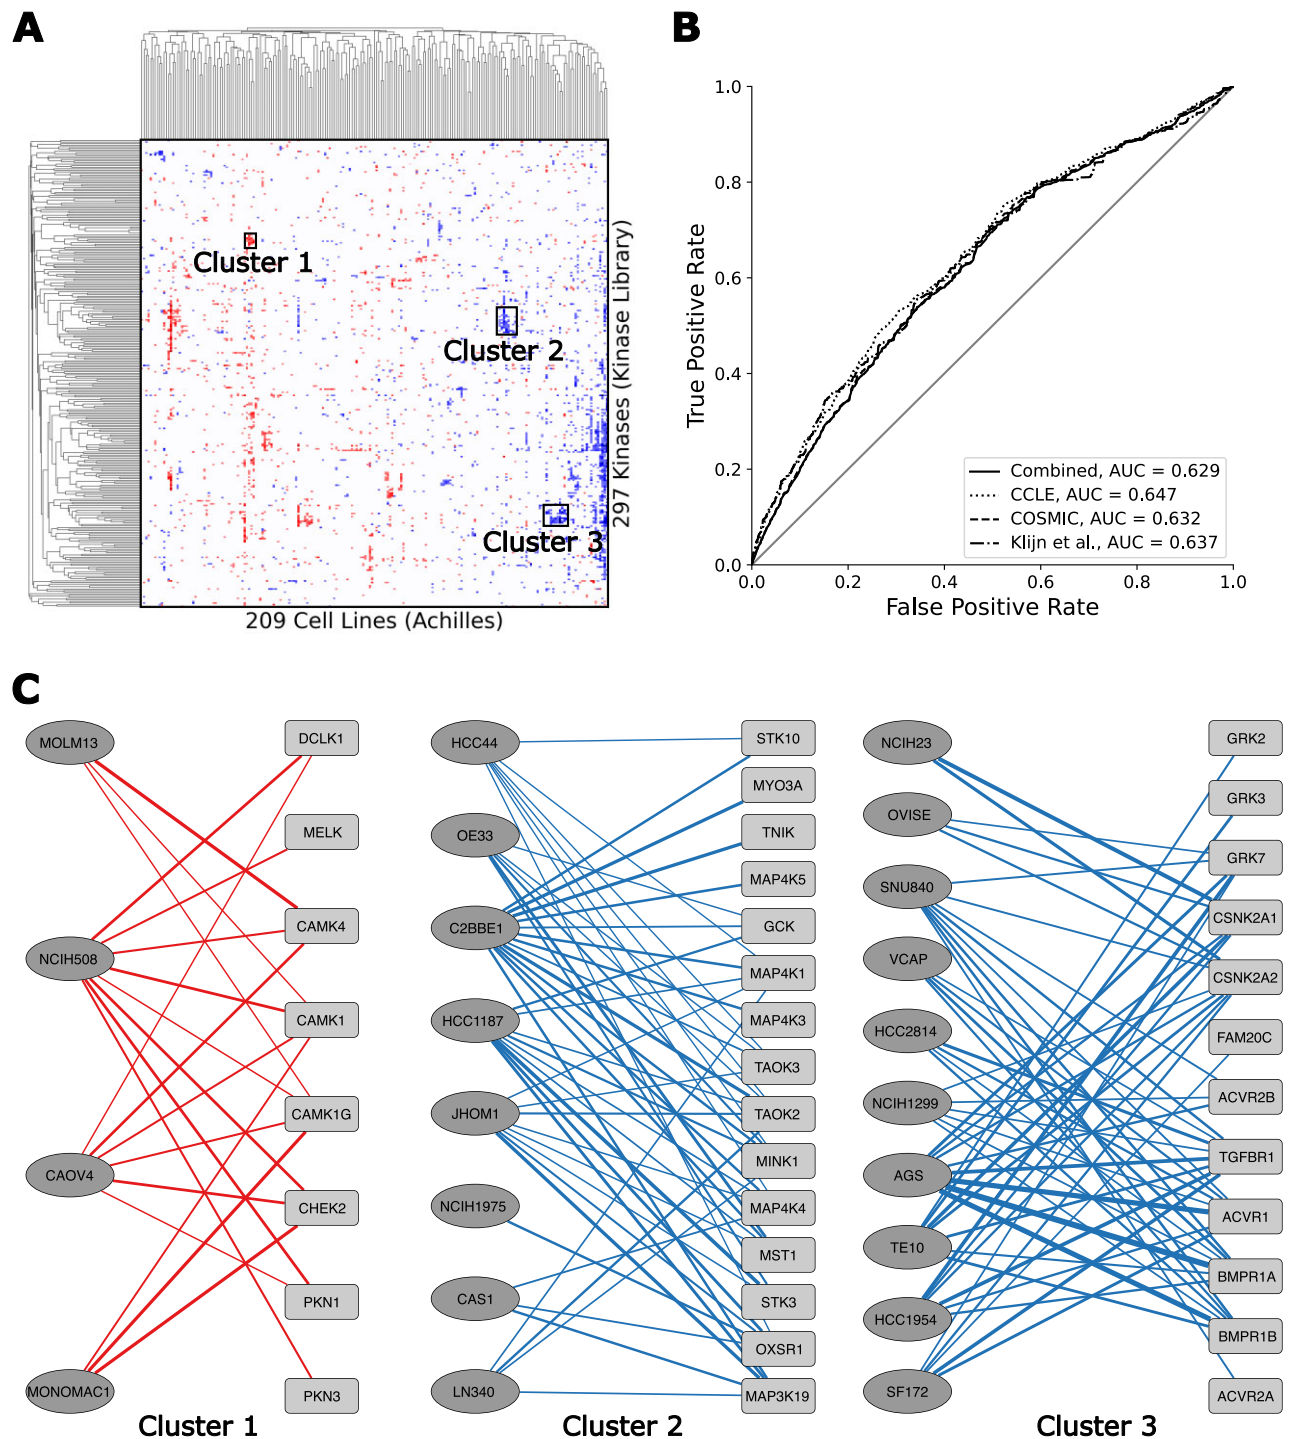 A
Cluster 1
Cluster 2
Cluster 3
209 Cell Lines (Achilles)
297 Kinases (Kinase Library)
B
1.0
0.8
0.6
0.4
0.2
0.0
True Positive Rate
0.0 0.2 0.4 0.6 0.8 1.0
False Positive Rate
Combined, AUC = 0.629
CCLE, AUC = 0.647
COSMIC, AUC = 0.632
Klijn et al., AUC = 0.637
C
MOLM13
NCIH508
CAOV4
MONOMAC1
DCLK1
MELK
CAMK4
CAMK1
CAMK1G
CHEK2
PKN1
PKN3
Cluster 1
HCC44
OE33
C2BBE1
HCC1187
JHOM1
NCIH1975
CAS1
LN340
STK10
MYO3A
TNIK
MAP4K5
GCK
MAP4K1
MAP4K3
TAOK3
TAOK2
MINK1
MAP4K4
MST1
STK3
OXSR1
MAP3K19
Cluster 2
NCIH23
OVISE
SNU840
VCAP
HCC2814
NCIH1299
AGS
TE10
HCC1954
SF172
GRK2
GRK3
GRK7
CSNK2A1
CSNK2A2
FAM20C
ACVR2B
TGFBR1
ACVR1
BMPR1A
BMPR1B
ACVR2A
Cluster 3